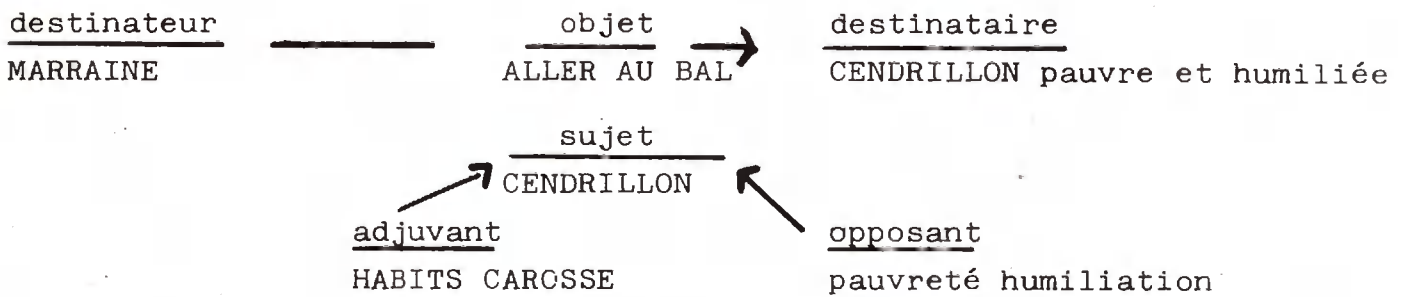 destinateur objet destinataire
MARRAINE ALLER AU BAL CENDRILLON pauvre et humiliée
sujet
CENDRILLON
adjuvant opposant
HABITS CAROSSE pauvreté humiliation